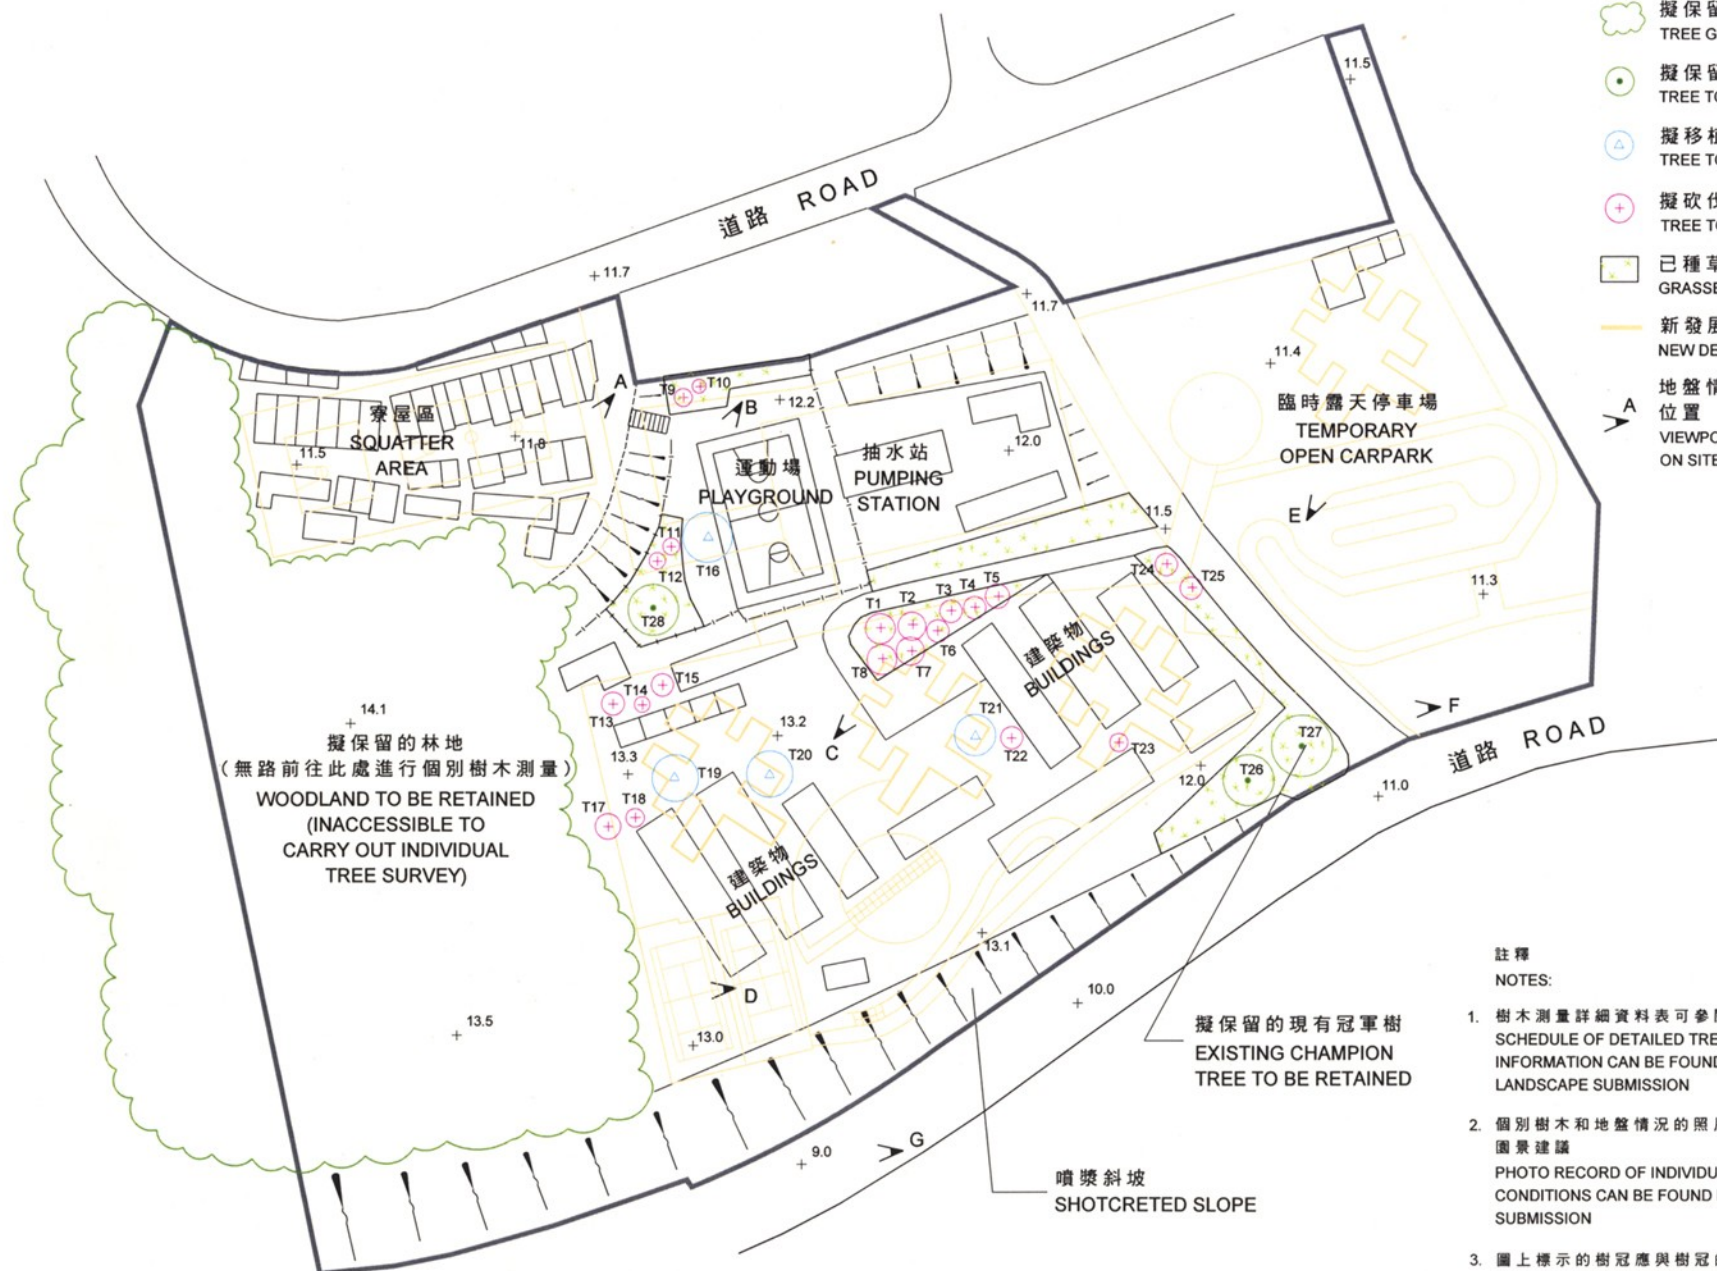 擬保留
TREE G
擬保留
TREE TO
擬移植
TREE TO
擬砍伐
TREE TO
已種草
GRASSE
新發展
NEW DE
A
地盤情
位置
VIEWPO
ON SITE
11.5
道路 ROAD
11.7
11.7
11.4
A
T9
T10
B
12.2
寮屋區
SQUATTER
AREA
11.8
11.5
運動場
PLAYGROUND
抽水站
PUMPING
STATION
12.0
臨時露天停車場
TEMPORARY
OPEN CARPARK
E
11.5
11.3
T11
T12
T16
T28
T1
T2
T3
T4
T5
T6
T7
T8
T24
T25
建築物
BUILDINGS
T13
T14
T15
14.1
擬保留的林地
(無路前往此處進行個別樹木測量)
WOODLAND TO BE RETAINED
(INACCESSIBLE TO
CARRY OUT INDIVIDUAL
TREE SURVEY)
13.3
13.2
C
T21
T22
T23
T27
T26
12.0
F
道路 ROAD
11.0
T19
T20
T17
T18
建築物
BUILDINGS
D
13.1
13.0
13.5
10.0
9.0
G
擬保留的現有冠軍樹
EXISTING CHAMPION
TREE TO BE RETAINED
噴漿斜坡
SHOTCRETED SLOPE
註釋
NOTES:
1. 樹木測量詳細資料表可參
SCHEDULE OF DETAILED TRE
INFORMATION CAN BE FOUND
LANDSCAPE SUBMISSION
2. 個別樹木和地盤情況的照
園景建議
PHOTO RECORD OF INDIVIDU
CONDITIONS CAN BE FOUND
SUBMISSION
3. 圖上標示的樹冠應與樹冠